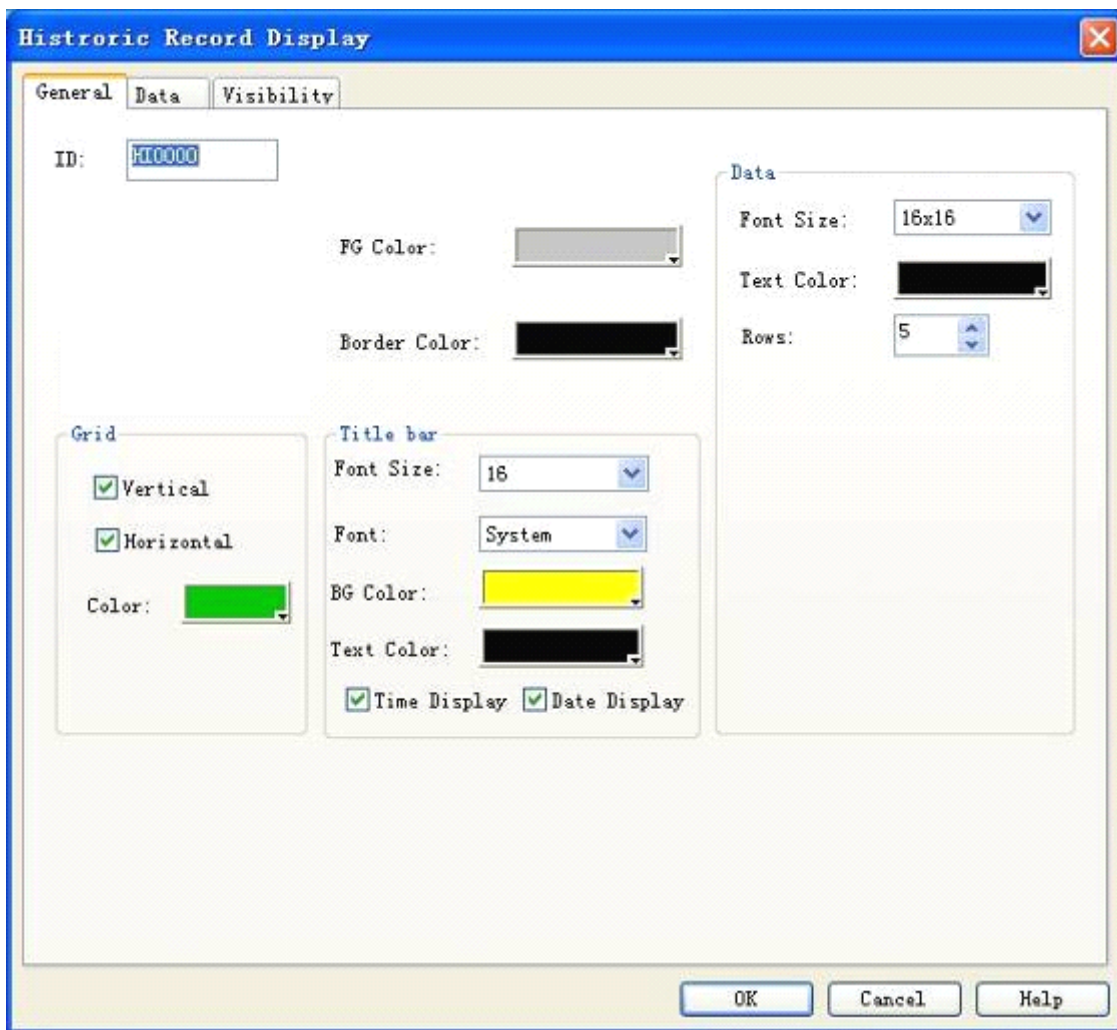 Histroric Record Display
General Data Visibility
ID: HI0000
FG Color:
Border Color:
Data
Font Size: 16x16
Text Color:
Rows: 5
Grid
Vertical
Horizontal
Color:
Title bar
Font Size: 16
Font: System
BG Color:
Text Color:
Time Display Date Display
OK Cancel Help